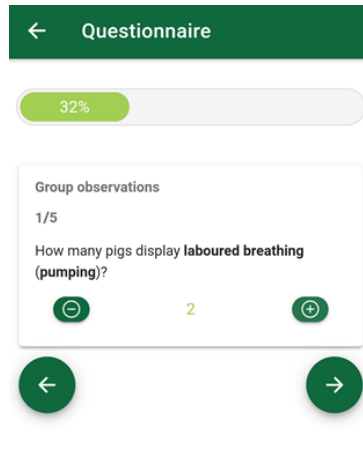 Questionnaire
32%
Group observations
1/5
How many pigs display laboured breathing
(pumping)?
2